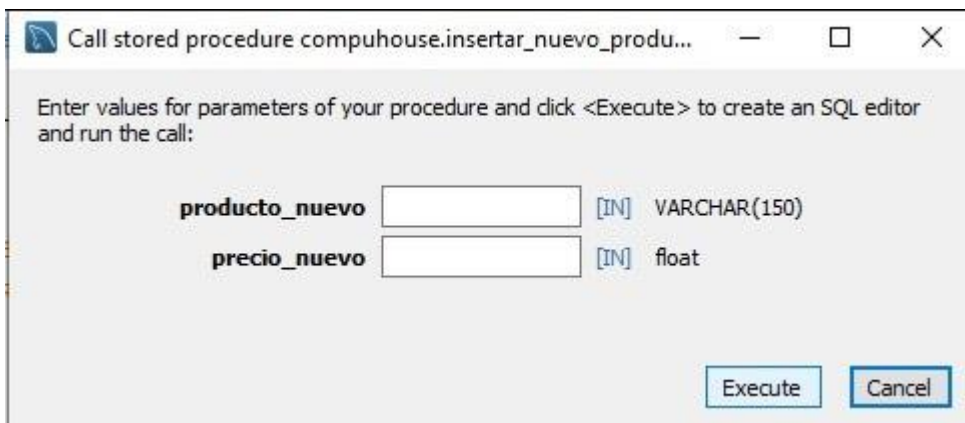 Call stored procedure compuhouse.insertar_nuevo_produ...
Enter values for parameters of your procedure and click <Execute> to create an SQL editor
and run the call:
producto_nuevo [IN] VARCHAR(150)
precio_nuevo [IN] float
Execute Cancel